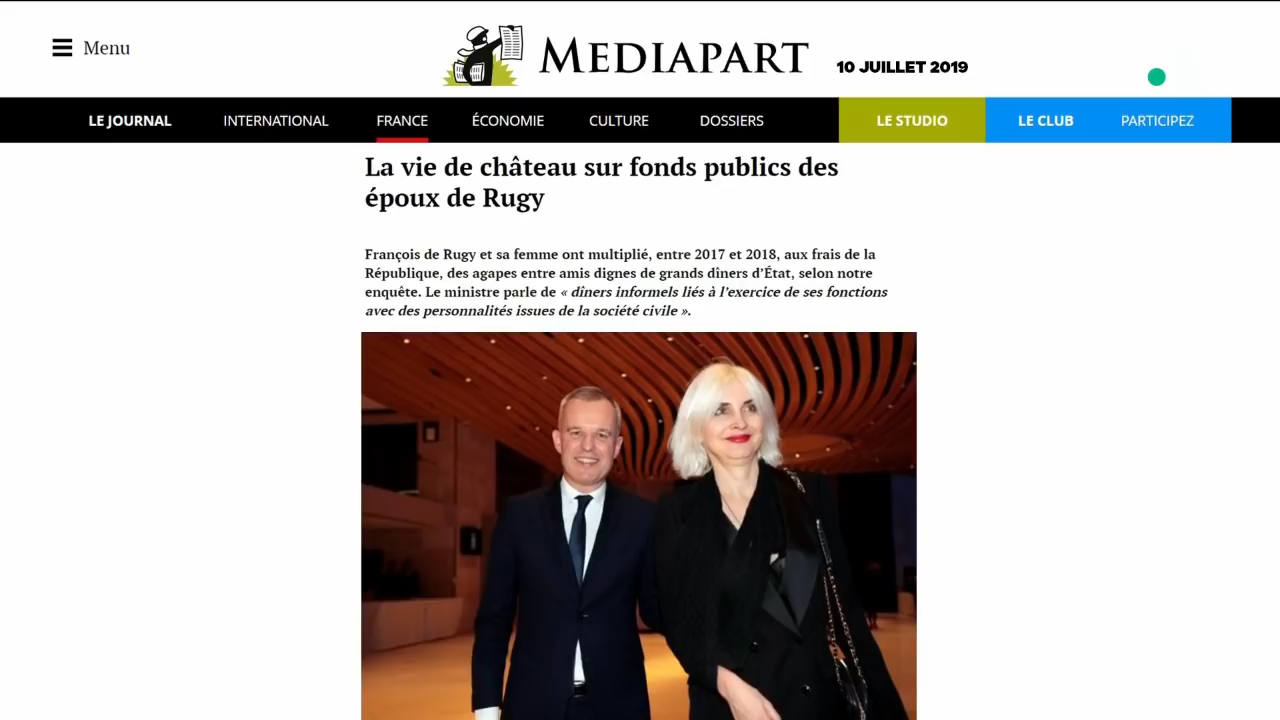 Menu
MEDIAPART
10 JUILLET 2019
LE JOURNAL INTERNATIONAL FRANCE ÉCONOMIE CULTURE DOSSIERS LE STUDIO LE CLUB PARTICIPEZ
La vie de château sur fonds publics des
époux de Rugy
François de Rugy et sa femme ont multiplié, entre 2017 et 2018, aux frais de la
République, des agapes entre amis dignes de grands dîners d’État, selon notre
enquête. Le ministre parle de « dîners informels liés à l’exercice de ses fonctions
avec des personnalités issues de la société civile ».